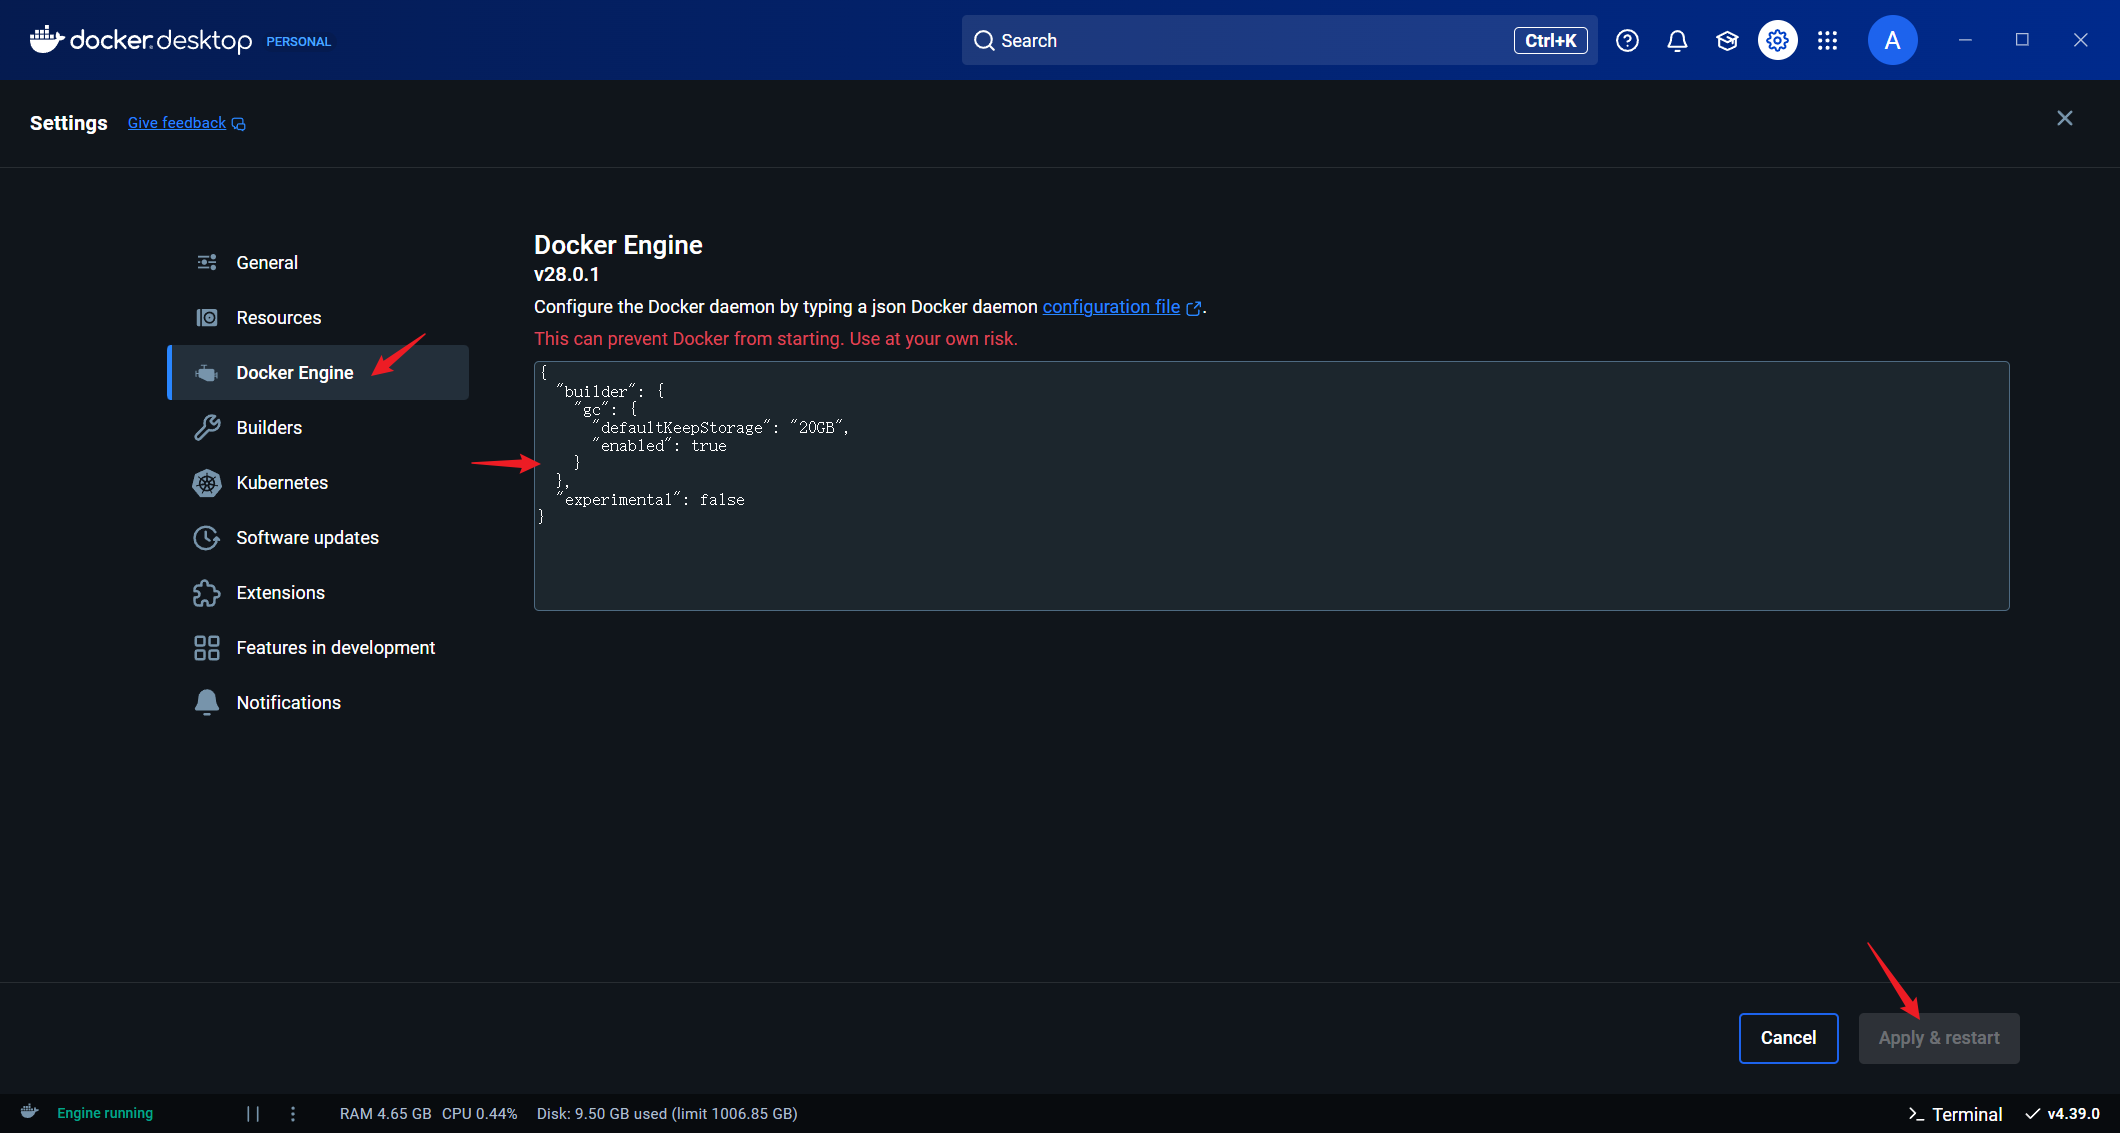 docker.desktop PERSONAL
Search Ctrl+K A
Settings Give feedback
General
Resources
Docker Engine
Builders
Kubernetes
Software updates
Extensions
Features in development
Notifications
Docker Engine
v28.0.1
Configure the Docker daemon by typing a json Docker daemon configuration file .
This can prevent Docker from starting. Use at your own risk.
{
"builder": {
"gc": {
"defaultKeepStorage": "20GB",
"enabled": true
}
},
"experimental": false
}
Cancel Apply & restart
Engine running RAM 4.65 GB CPU 0.44% Disk: 9.50 GB used (limit 1006.85 GB) Terminal v4.39.0